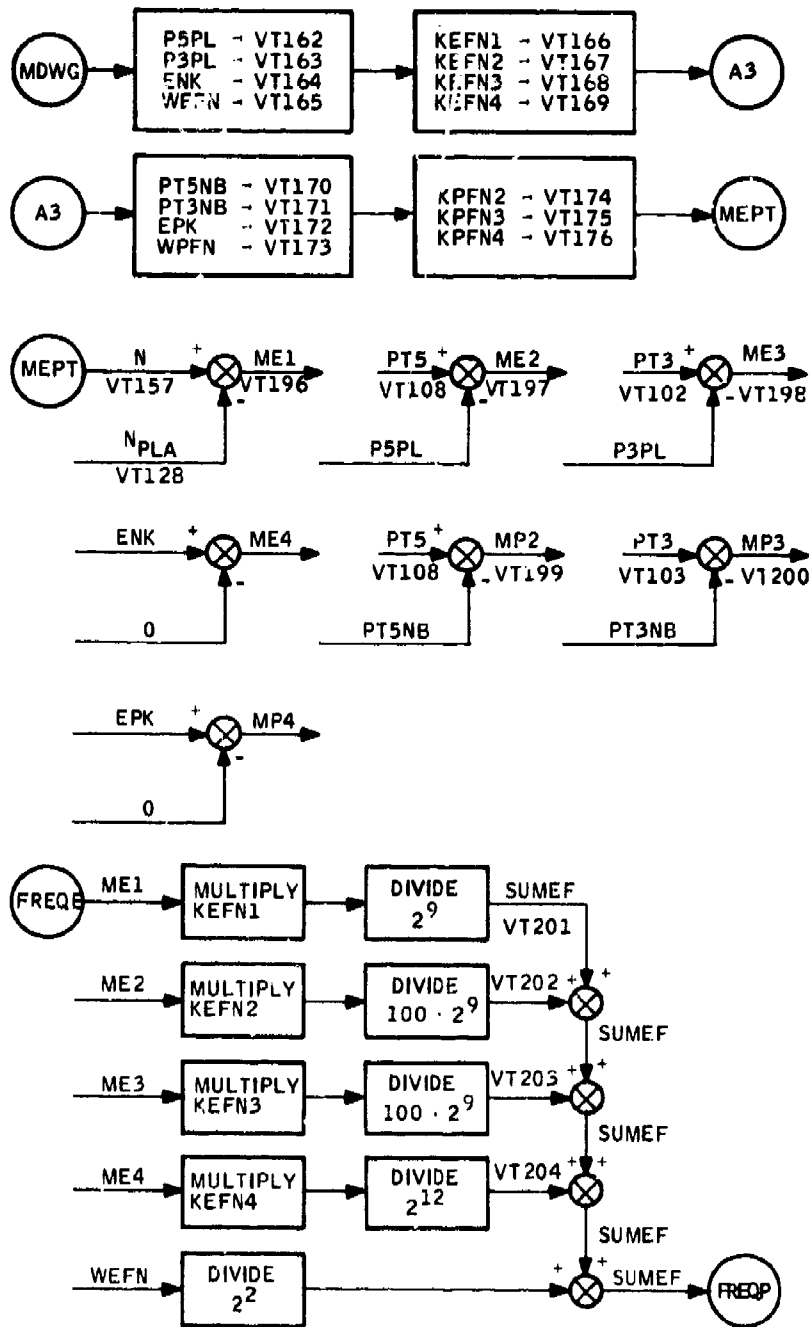 MDWG
P5PL - VT162
P3PL - VT163
ENK - VT164
WEFN - VT165
KEFN1 - VT166
KEFN2 - VT167
KEFN3 - VT168
KEFN4 - VT169
A3
A3
PT5NB - VT170
PT3NB - VT171
EPK - VT172
WPFN - VT173
KPFN2 - VT174
KPFN3 - VT175
KPFN4 - VT176
MEPT
MEPT
N
VT157
+
-
ME1
VT196
NPLA
VT128
PT5
VT108
+
-
ME2
VT197
P5PL
PT3
VT102
+
-
ME3
VT198
P3PL
ENK
+
-
ME4
0
PT5
VT108
+
-
MP2
VT199
PT5NB
PT3
VT103
+
-
MP3
VT200
PT3NB
EPK
+
-
MP4
0
FREQE
ME1
MULTIPLY
KEFN1
DIVIDE
2^9
SUMEF
VT201
ME2
MULTIPLY
KEFN2
DIVIDE
100 · 2^9
VT202
+
+
SUMEF
ME3
MULTIPLY
KEFN3
DIVIDE
100 · 2^9
VT203
+
+
SUMEF
ME4
MULTIPLY
KEFN4
DIVIDE
2^12
VT204
+
+
SUMEF
WEFN
DIVIDE
2^2
+
+
SUMEF
FREQP